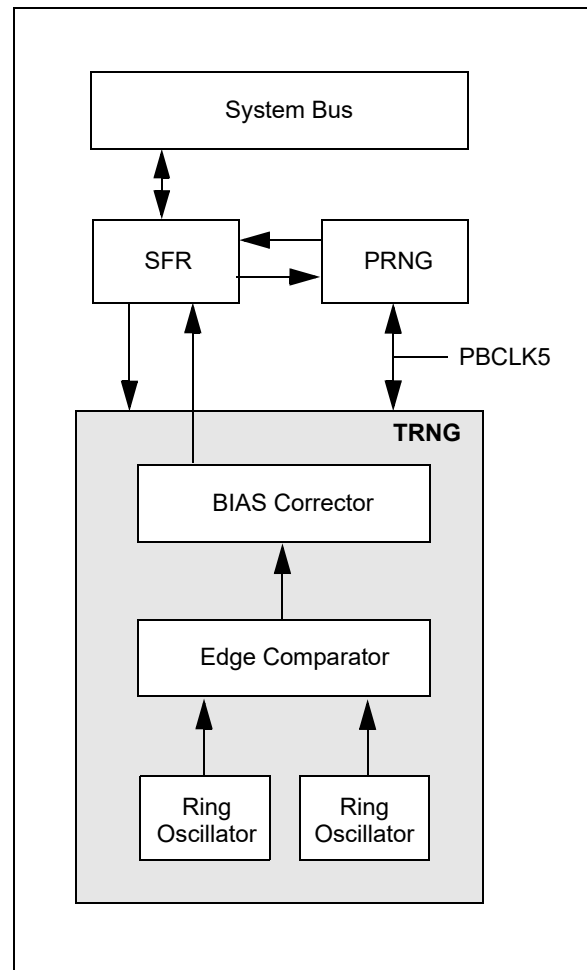 System Bus
SFR
PRNG
PBCLK5
TRNG
BIAS Corrector
Edge Comparator
Ring
Oscillator
Ring
Oscillator